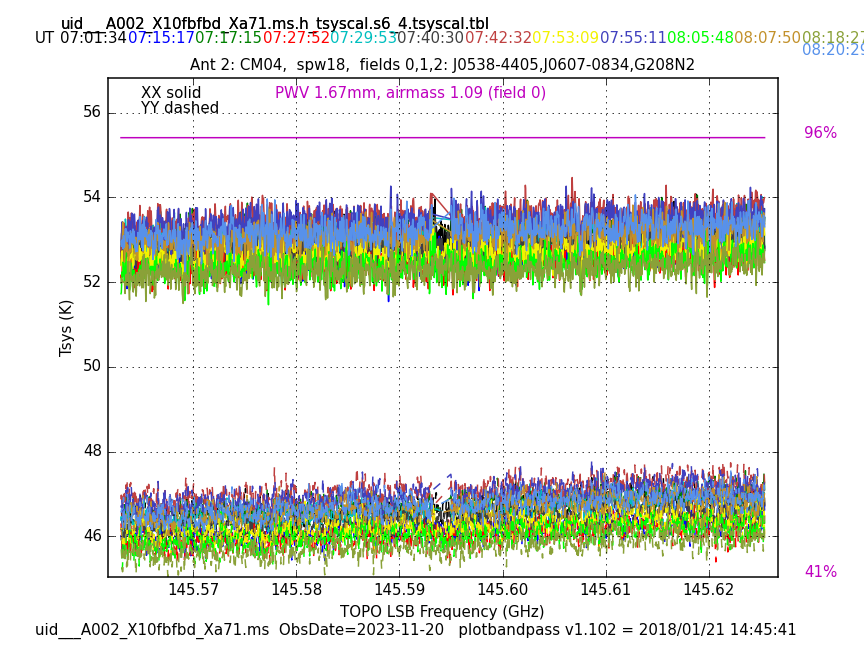 uid___A002_X10fbfbd_Xa71.ms.h_tsyscal.s6_4.tsyscal.tbl
UT 07:01:34 07:15:17 07:17:15 07:27:52 07:29:53 07:40:30 07:42:32 07:53:09 07:55:11 08:05:48 08:07:50 08:18:27
08:20:29
Ant 2: CM04, spw18, fields 0,1,2: J0538-4405,J0607-0834,G208N2
XX solid PWV 1.67mm, airmass 1.09 (field 0)
YY dashed
56
96%
54
52
Tsys (K)
50
48
46
41%
145.57 145.58 145.59 145.60 145.61 145.62
TOPO LSB Frequency (GHz)
uid___A002_X10fbfbd_Xa71.ms ObsDate=2023-11-20 plotbandpass v1.102 = 2018/01/21 14:45:41